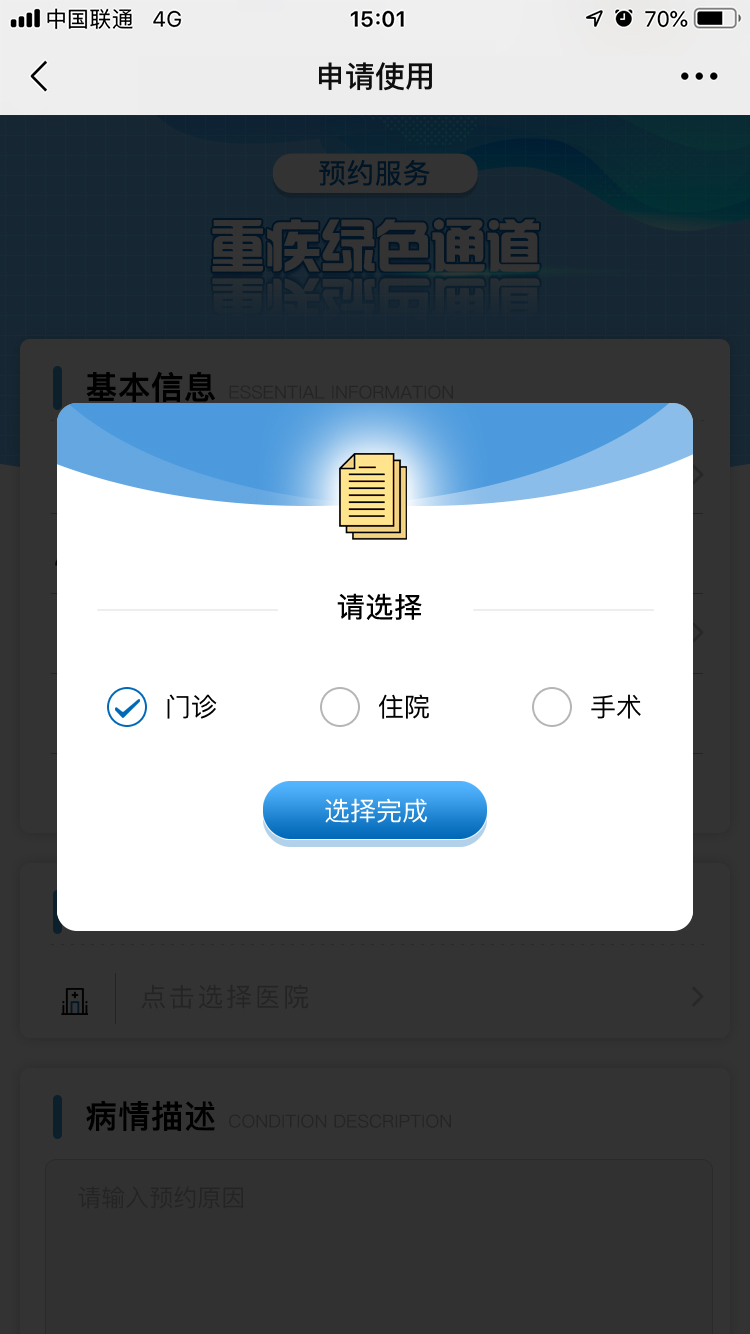 中国联通 4G 15:01 70%
申请使用
预约服务
重疾绿色通道
基本信息 ESSENTIAL INFORMATION
请选择
门诊 住院 手术
选择完成
点击选择医院
病情描述 CONDITION DESCRIPTION
请输入预约原因